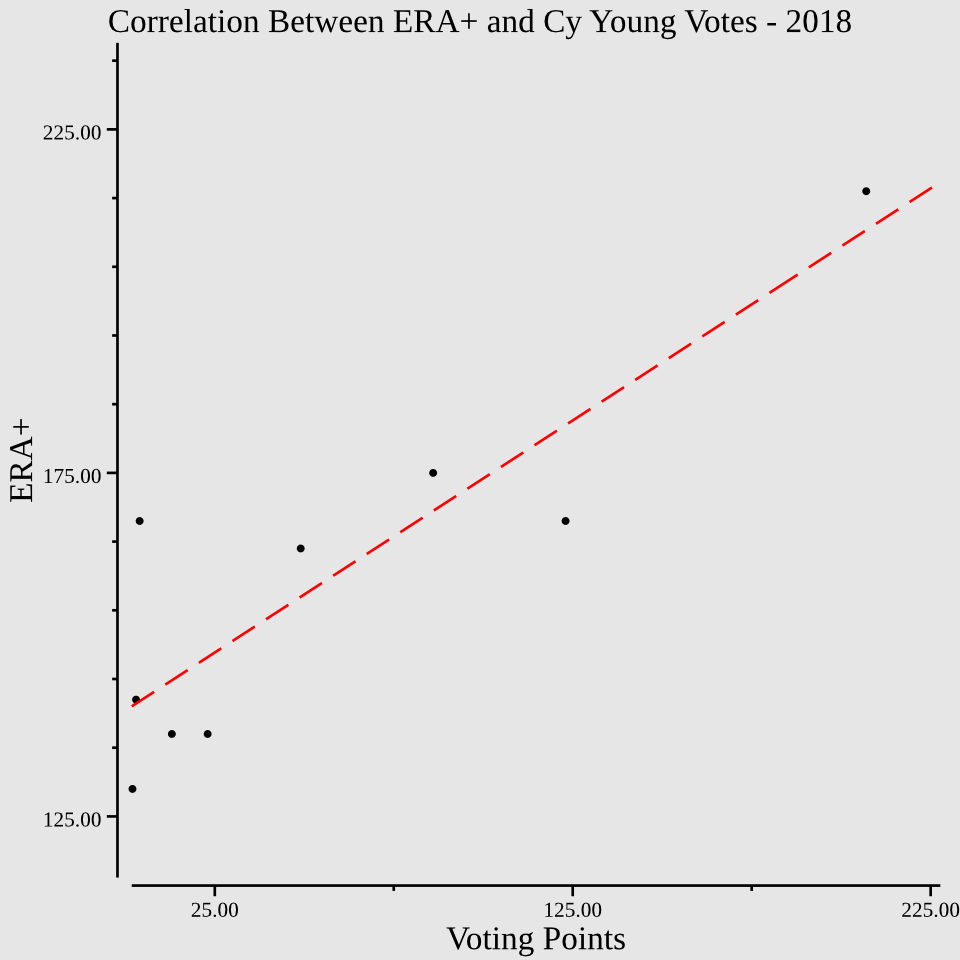 Correlation Between ERA+ and Cy Young Votes - 2018
225.00
ERA+
175.00
125.00
25.00
125.00
225.00
Voting Points